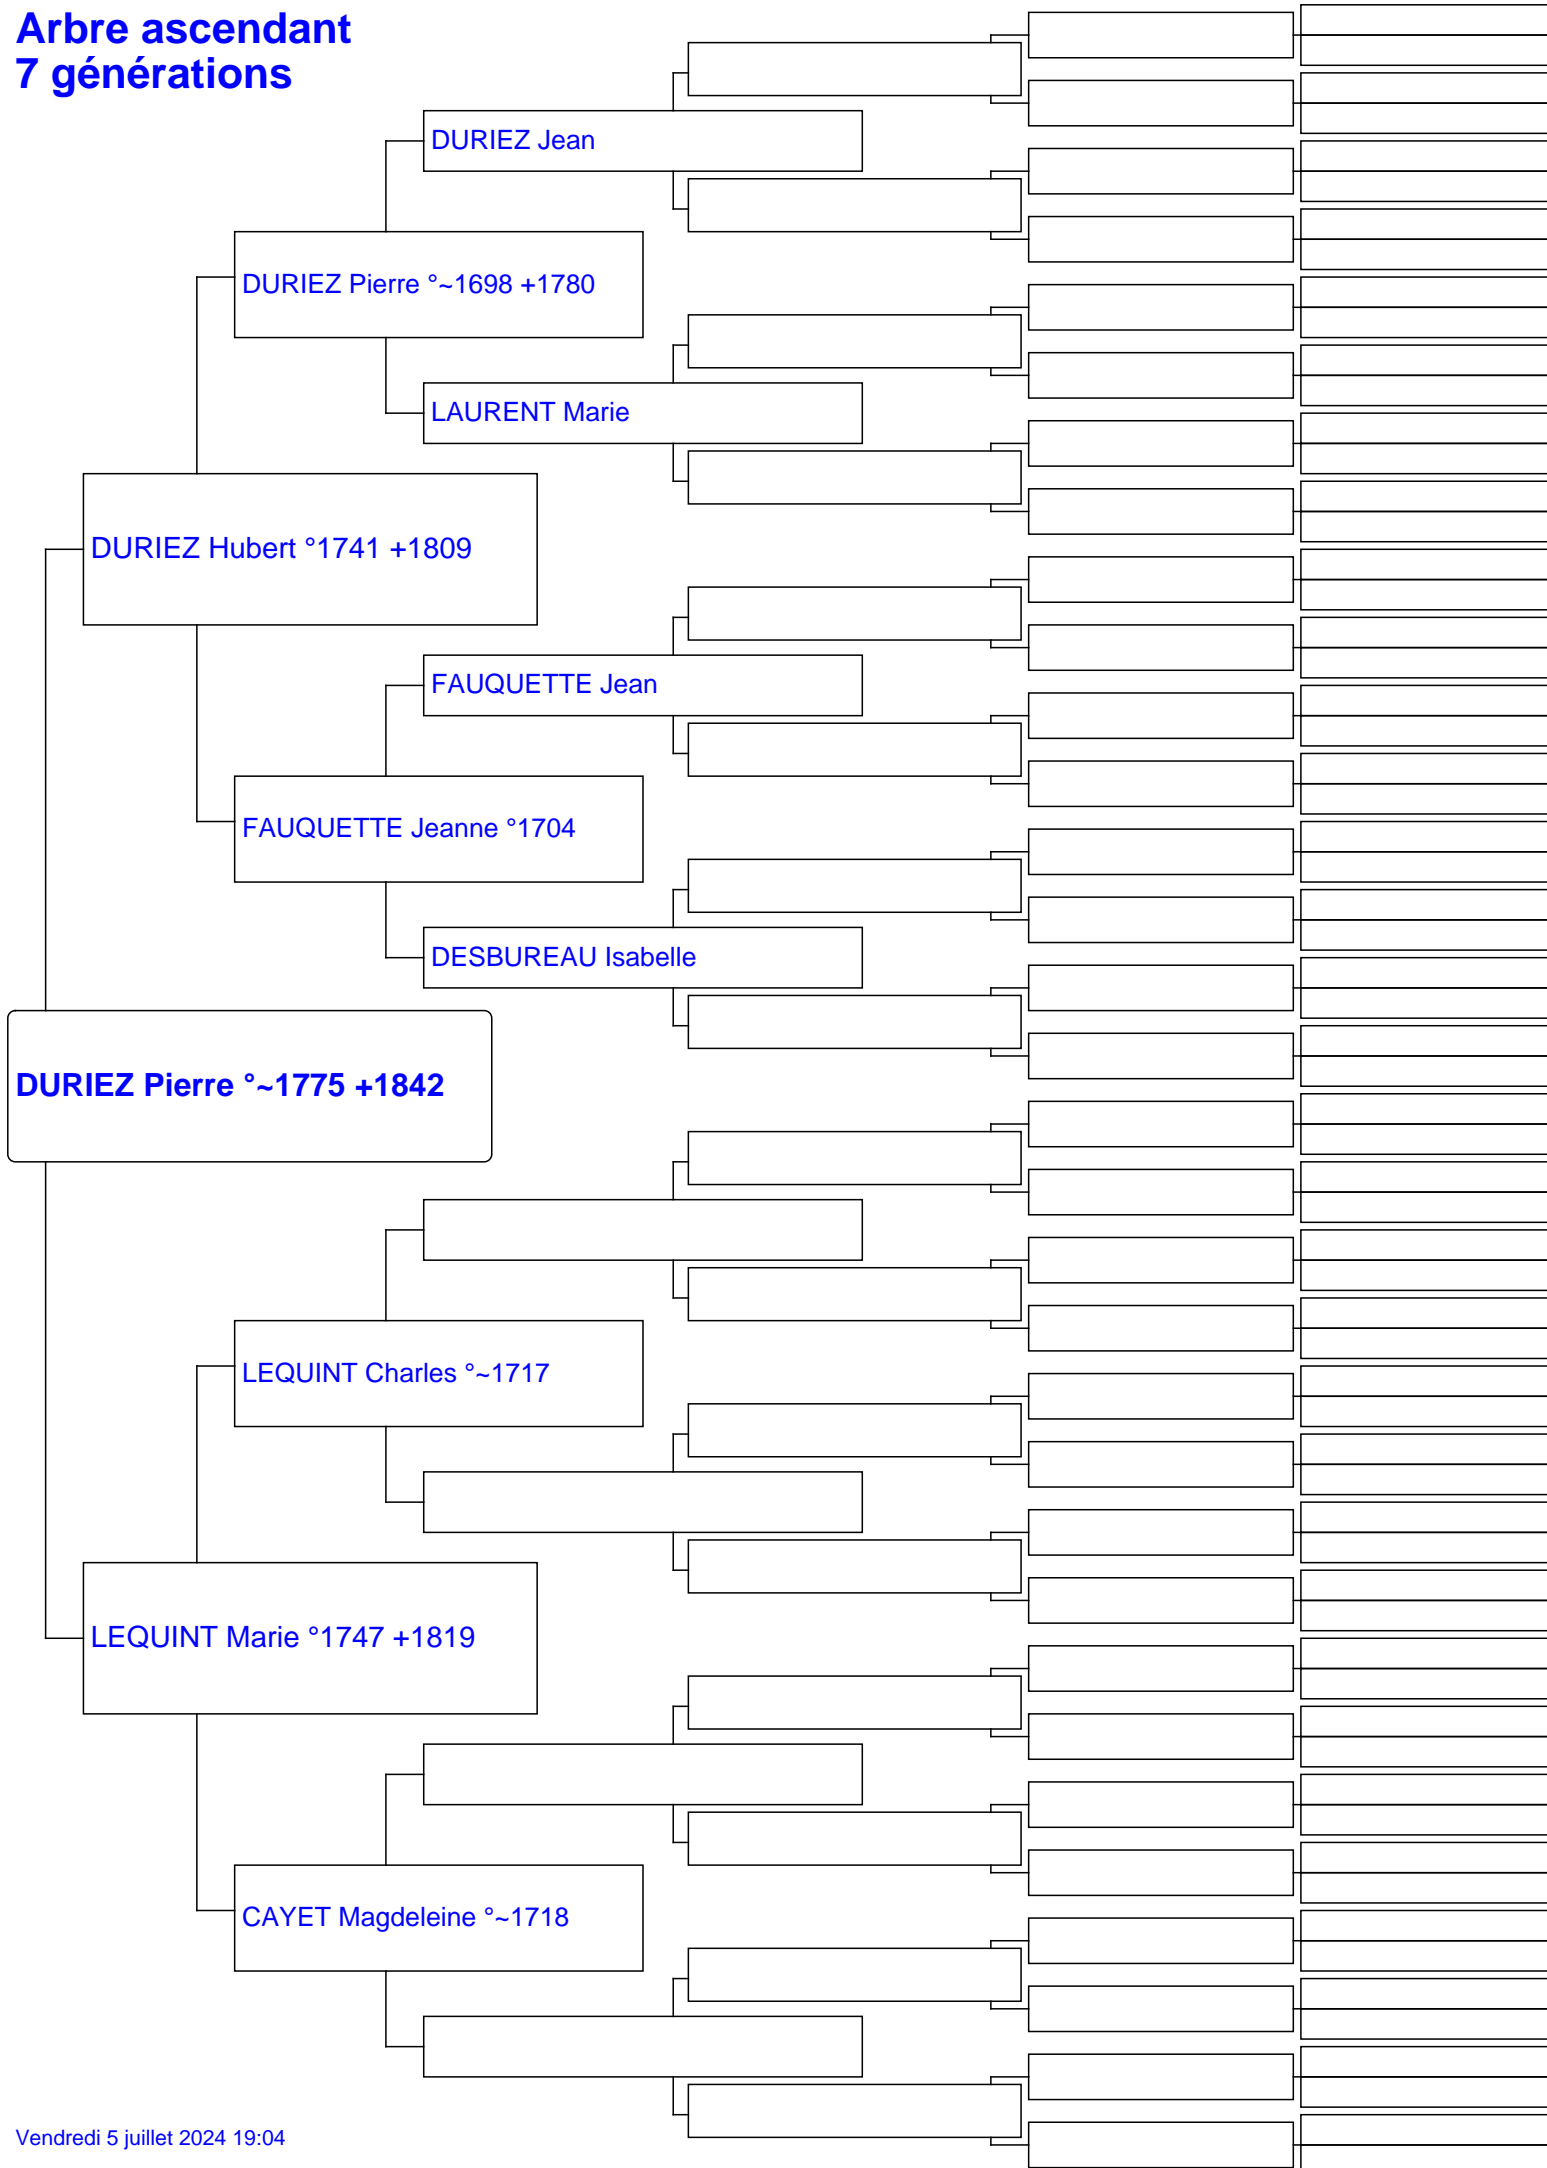 Arbre ascendant
7 générations
DURIEZ Jean
DURIEZ Pierre °~1698 +1780
LAURENT Marie
DURIEZ Hubert °1741 +1809
FAUQUETTE Jean
FAUQUETTE Jeanne °1704
DESBUREAU Isabelle
DURIEZ Pierre °~1775 +1842
LEQUINT Charles °~1717
LEQUINT Marie °1747 +1819
CAYET Magdeleine °~1718
Vendredi 5 juillet 2024 19:04